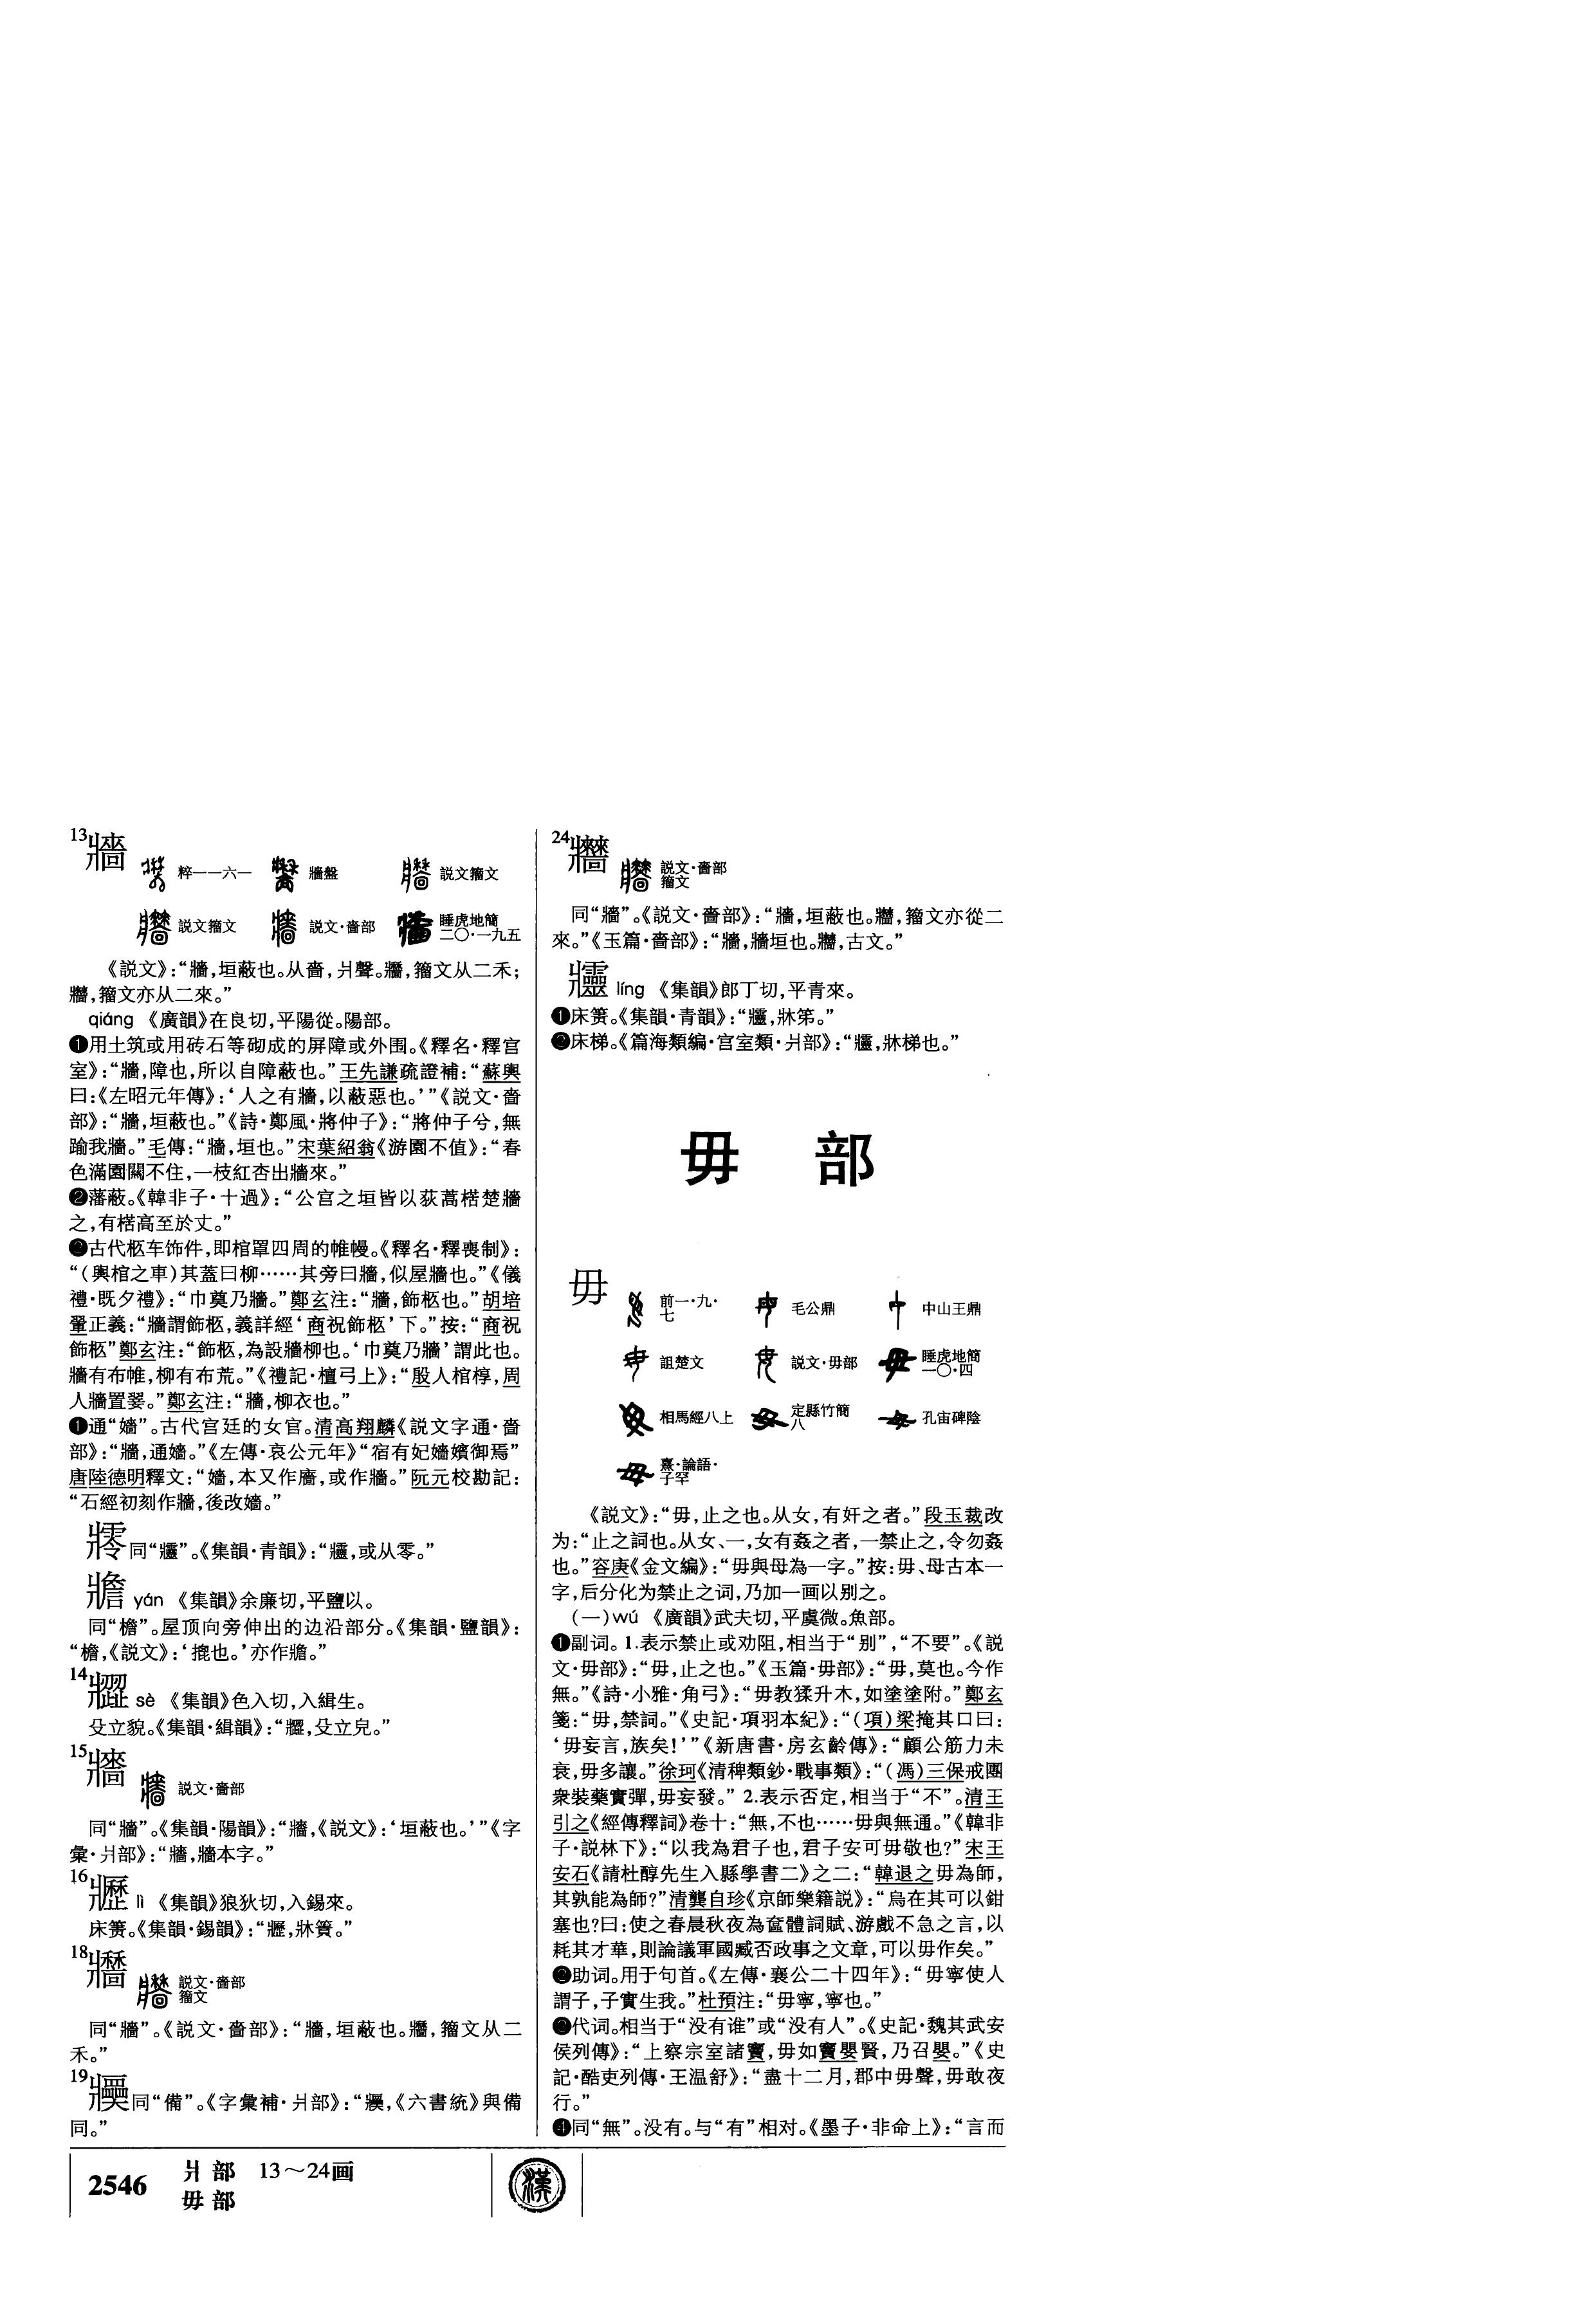 13牆
粹一一六一 牆盤 説文籀文
説文籀文 説文·嗇部 睡虎地簡二〇·一九五
《説文》：“牆，垣蔽也。从嗇，爿聲。𤖧，籀文从二禾；
𤗁，籀文亦从二來。”
qiáng 《廣韻》在良切，平陽從。陽部。
❶用土筑或用砖石等砌成的屏障或外围。《釋名·釋宫
室》：“牆，障也，所以自障蔽也。”王先謙疏證補：“蘇輿
曰：《左昭元年傳》：‘人之有牆，以蔽惡也。’”《説文·嗇
部》：“牆，垣蔽也。”《詩·鄭風·將仲子》：“將仲子兮，無
踰我牆。”毛傳：“牆，垣也。”宋葉紹翁《游園不值》：“春
色滿園關不住，一枝紅杏出牆來。”
❷藩蔽。《韓非子·十過》：“公宫之垣皆以荻蒿楛楚牆
之，有楛高至於丈。”
❸古代柩车饰件，即棺罩四周的帷幔。《釋名·釋喪制》：
“（輿棺之車）其蓋曰柳……其旁曰牆，似屋牆也。”《儀
禮·既夕禮》：“巾奠乃牆。”鄭玄注：“牆，飾柩也。”胡培
翬正義：“牆謂飾柩，義詳經‘商祝飾柩’下。”按：“商祝
飾柩”鄭玄注：“飾柩，為設牆柳也。‘巾奠乃牆’謂此也。
牆有布帷，柳有布荒。”《禮記·檀弓上》：“殷人棺椁，周
人牆置翣。”鄭玄注：“牆，柳衣也。”
❹通“嬙”。古代宫廷的女官。清高翔麟《説文字通·嗇
部》：“牆，通嬙。”《左傳·哀公元年》“宿有妃嬙嬪御焉”
唐陸德明釋文：“嬙，本又作廧，或作牆。”阮元校勘記：
“石經初刻作牆，後改嬙。”
同“”。《集韻·青韻》：“，或从零。”
yán 《集韻》余廉切，平鹽以。
同“檐”。屋顶向旁伸出的边沿部分。《集韻·鹽韻》：
“檐，《説文》：‘㮰也。’亦作。”
14 sè 《集韻》色入切，入緝生。
殳立貌。《集韻·緝韻》：“，殳立皃。”
15
説文·嗇部
同“牆”。《集韻·陽韻》：“牆，《説文》：‘垣蔽也。’”《字
彙·爿部》：“，牆本字。”
16 lì 《集韻》狼狄切，入錫來。
床箦。《集韻·錫韻》：“，牀簀。”
18
説文·嗇部籀文
同“牆”。《説文·嗇部》：“牆，垣蔽也。𤖧，籀文从二
禾。”
19同“備”。《字彙補·爿部》：“，《六書統》與備
同。”
24
説文·嗇部籀文
同“牆”。《説文·嗇部》：“牆，垣蔽也。𤗁，籀文亦從二
來。”《玉篇·嗇部》：“牆，牆垣也。𤗁，古文。”
líng 《集韻》郎丁切，平青來。
❶床箦。《集韻·青韻》：“，牀笫。”
❷床梯。《篇海類編·宫室類·爿部》：“，牀梯也。”
毋 部
毋
前一·九·七 毛公鼎 中山王鼎
詛楚文 説文·毋部 睡虎地簡一〇·四
相馬經八上 定縣竹簡八 孔宙碑陰
熹·論語·子罕
《説文》：“毋，止之也。从女，有奸之者。”段玉裁改
为：“止之詞也。从女、一，女有姦之者，一禁止之，令勿姦
也。”容庚《金文編》：“毋與母為一字。”按：毋、母古本一
字，后分化为禁止之词，乃加一画以别之。
（一）wú 《廣韻》武夫切，平虞微。魚部。
❶副词。1.表示禁止或劝阻，相当于“别”，“不要”。《説
文·毋部》：“毋，止之也。”《玉篇·毋部》：“毋，莫也。今作
無。”《詩·小雅·角弓》：“毋教猱升木，如塗塗附。”鄭玄
箋：“毋，禁詞。”《史記·項羽本紀》：“（項）梁掩其口曰：
‘毋妄言，族矣！’”《新唐書·房玄齡傳》：“顧公筋力未
衰，毋多讓。”徐珂《清稗類鈔·戰事類》：“（馮）三保戒團
衆裝藥實彈，毋妄發。”2.表示否定，相当于“不”。清王
引之《經傳釋詞》卷十：“無，不也……毋與無通。”《韓非
子·説林下》：“以我為君子也，君子安可毋敬也？”宋王
安石《請杜醇先生入縣學書二》之二：“韓退之毋為師，
其孰能為師？”清龔自珍《京師樂籍説》：“烏在其可以鉗
塞也？曰：使之春晨秋夜為奩體詞賦、游戲不急之言，以
耗其才華，則論議軍國臧否政事之文章，可以毋作矣。”
❷助词。用于句首。《左傳·襄公二十四年》：“毋寧使人
謂子，子實生我。”杜預注：“毋寧，寧也。”
❸代词。相当于“没有谁”或“没有人”。《史記·魏其武安
侯列傳》：“上察宗室諸竇，毋如竇嬰賢，乃召嬰。”《史
記·酷吏列傳·王温舒》：“盡十二月，郡中毋聲，毋敢夜
行。”
❹同“無”。没有。与“有”相对。《墨子·非命上》：“言而
2546 爿部 13～24画
毋部
漢